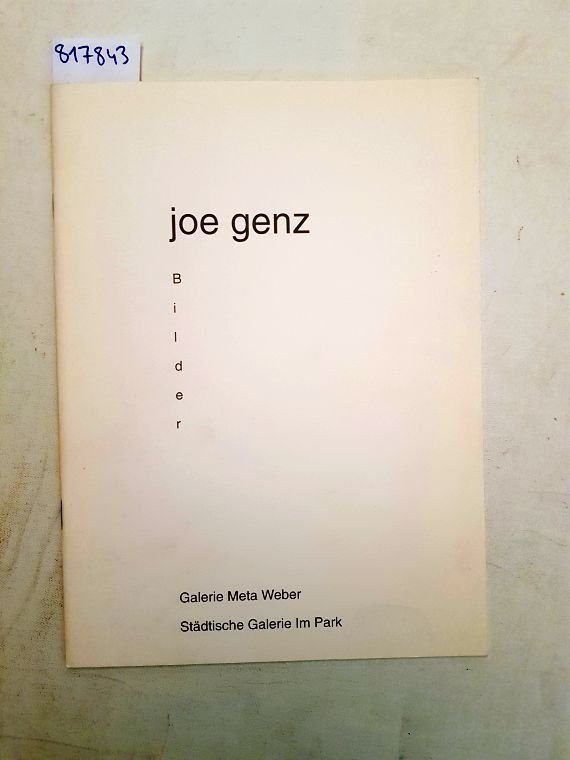 817843
joe genz
B
i
l
d
e
r
Galerie Meta Weber
Städtische Galerie Im Park